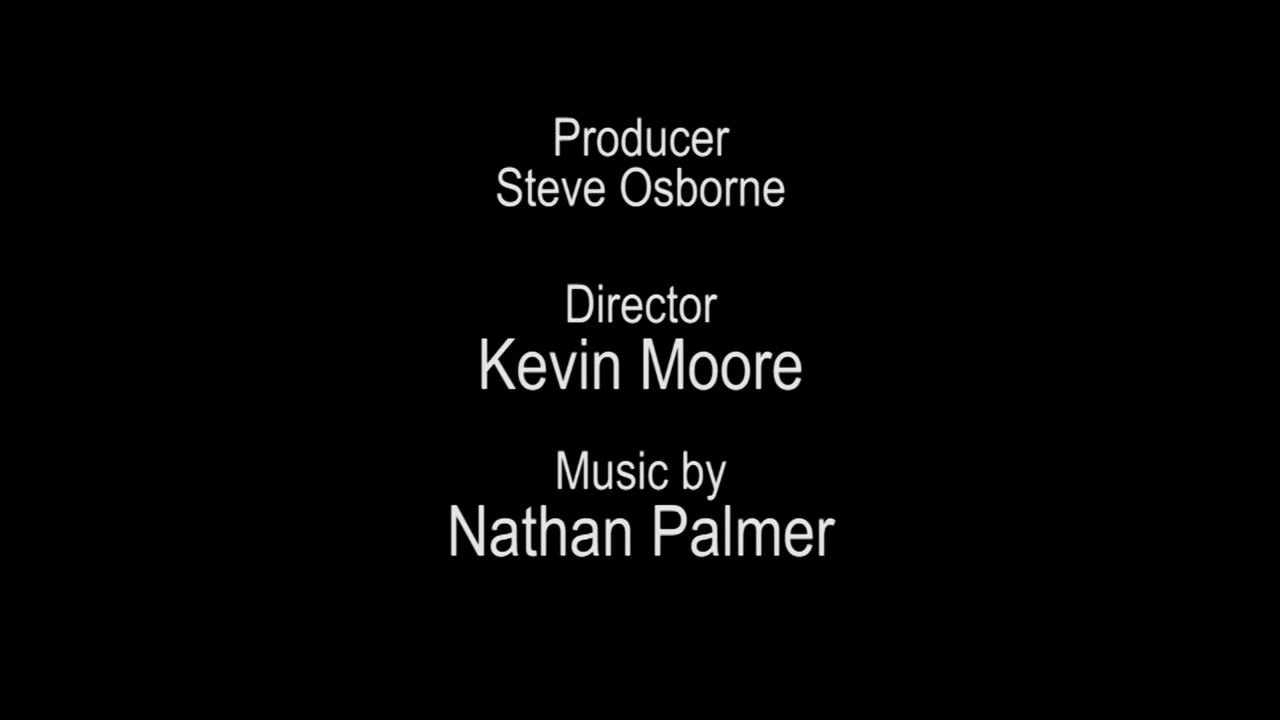 Producer
Steve Osborne
Director
Kevin Moore
Music by
Nathan Palmer